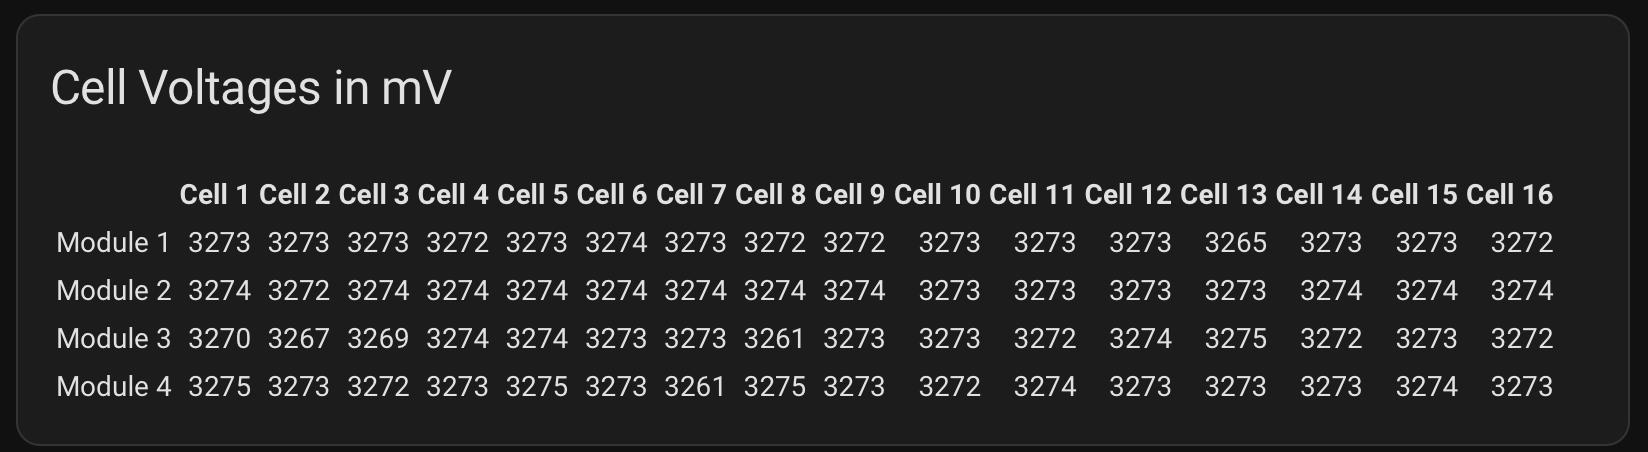 Cell Voltages in mV
Cell 1 Cell 2 Cell 3 Cell 4 Cell 5 Cell 6 Cell 7 Cell 8 Cell 9 Cell 10 Cell 11 Cell 12 Cell 13 Cell 14 Cell 15 Cell 16
Module 1 3273 3273 3273 3272 3273 3274 3273 3272 3272 3273 3273 3273 3265 3273 3273 3272
Module 2 3274 3272 3274 3274 3274 3274 3274 3274 3274 3273 3273 3273 3273 3274 3274 3274
Module 3 3270 3267 3269 3274 3274 3273 3273 3261 3273 3273 3272 3274 3275 3272 3273 3272
Module 4 3275 3273 3272 3273 3275 3273 3261 3275 3273 3272 3274 3273 3273 3273 3274 3273